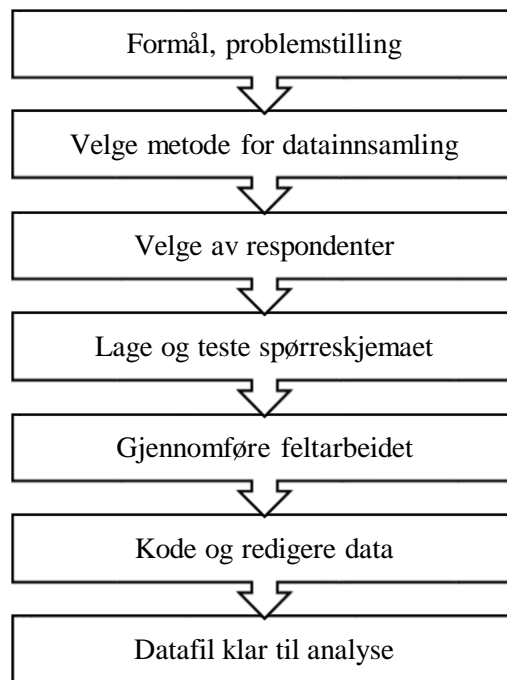 Formål, problemstilling
Velge metode for datainnsamling
Velge av respondenter
Lage og teste spørreskjemaet
Gjennomføre feltarbeidet
Kode og redigere data
Datafil klar til analyse